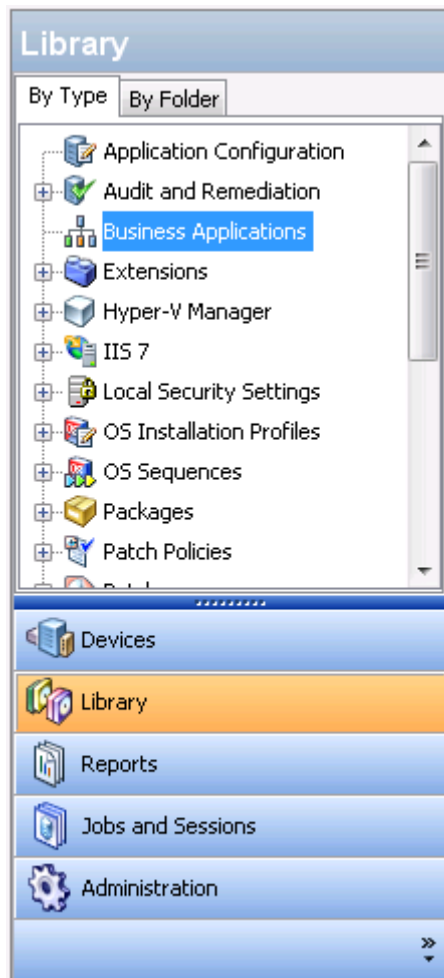 Library
By Type By Folder
Application Configuration
Audit and Remediation
Business Applications
Extensions
Hyper-V Manager
IIS 7
Local Security Settings
OS Installation Profiles
OS Sequences
Packages
Patch Policies
Devices
Library
Reports
Jobs and Sessions
Administration